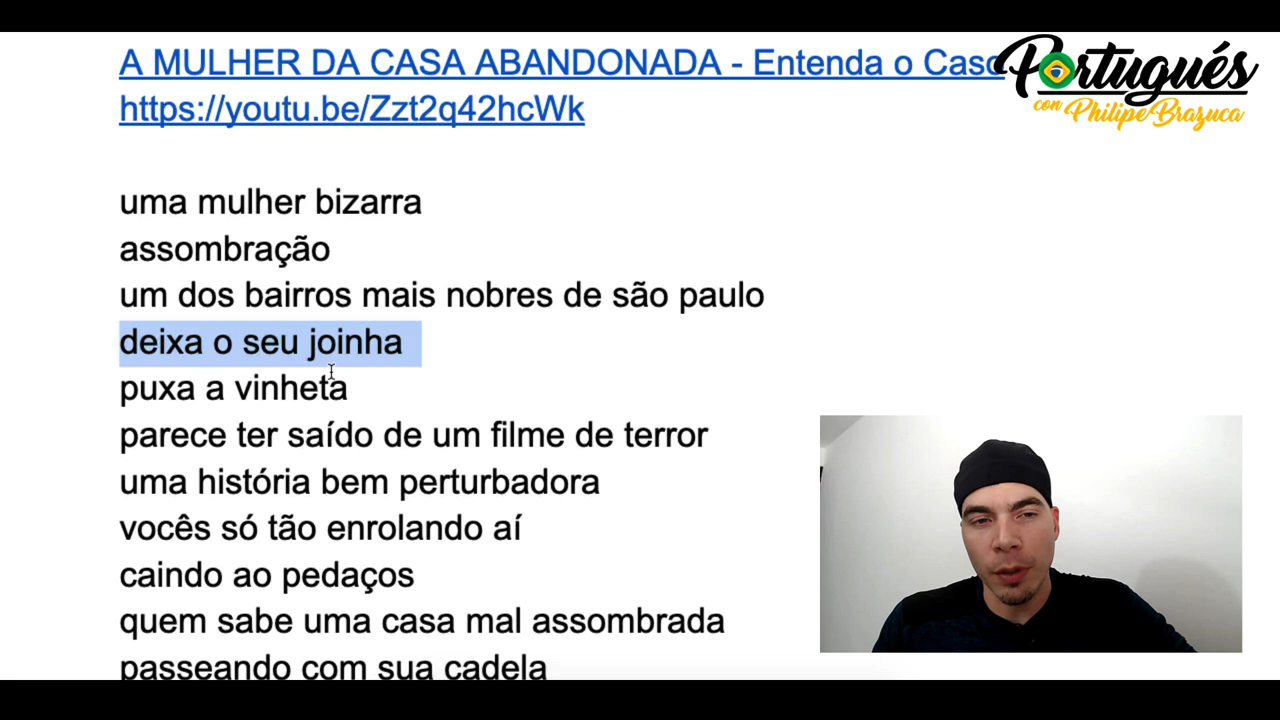 A MULHER DA CASA ABANDONADA - Entenda o Caso
Portugués
con PhilipeBrazuca
https://youtu.be/Zzt2q42hcWk
uma mulher bizarra
assombração
um dos bairros mais nobres de são paulo
deixa o seu joinha
puxa a vinheta
parece ter saído de um filme de terror
uma história bem perturbadora
vocês só tão enrolando aí
caindo ao pedaços
quem sabe uma casa mal assombrada
passeando com sua cadela